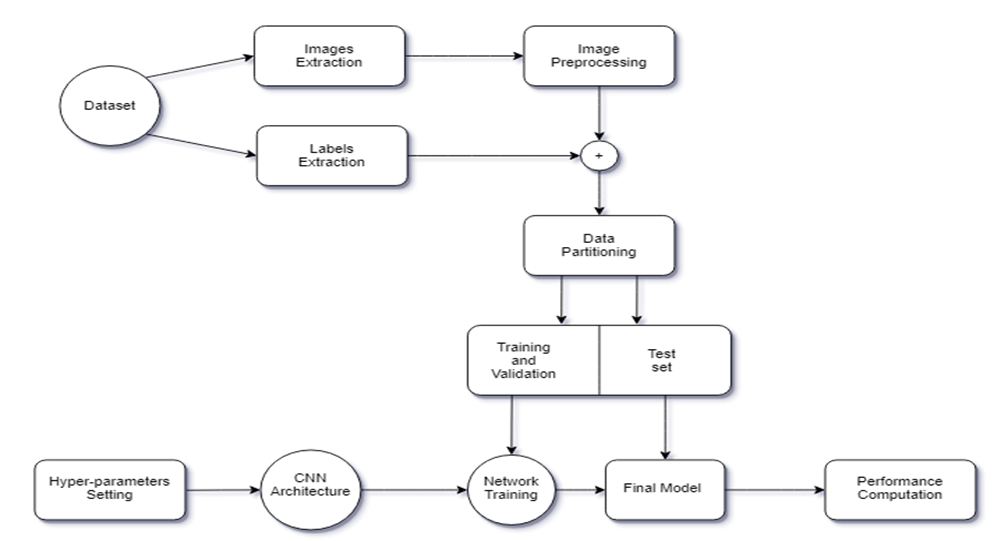 Images
Extraction
Image
Preprocessing
Dataset
Labels
Extraction
+
Data
Partitioning
Training
and
Validation
Test
set
Hyper-parameters
Setting
CNN
Architecture
Network
Training
Final Model
Performance
Computation